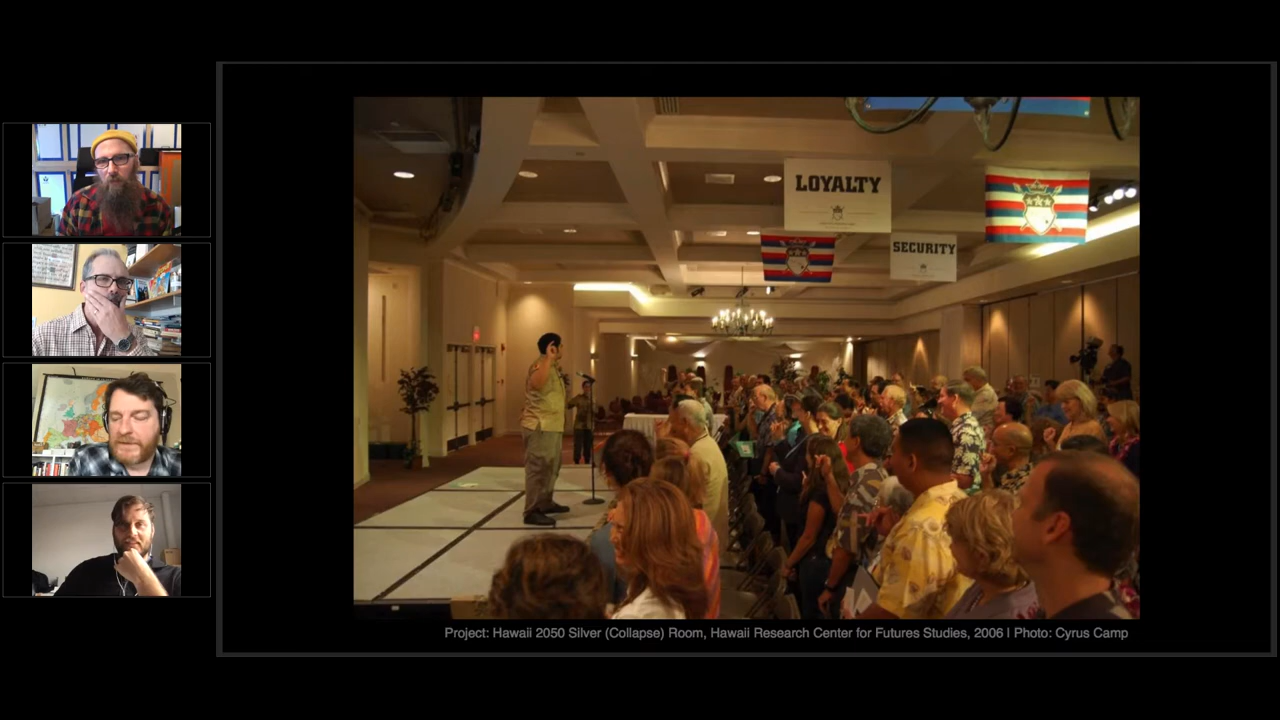 LOYALTY
SECURITY
Project: Hawaii 2050 Silver (Collapse) Room, Hawaii Research Center for Futures Studies, 2006 | Photo: Cyrus Camp